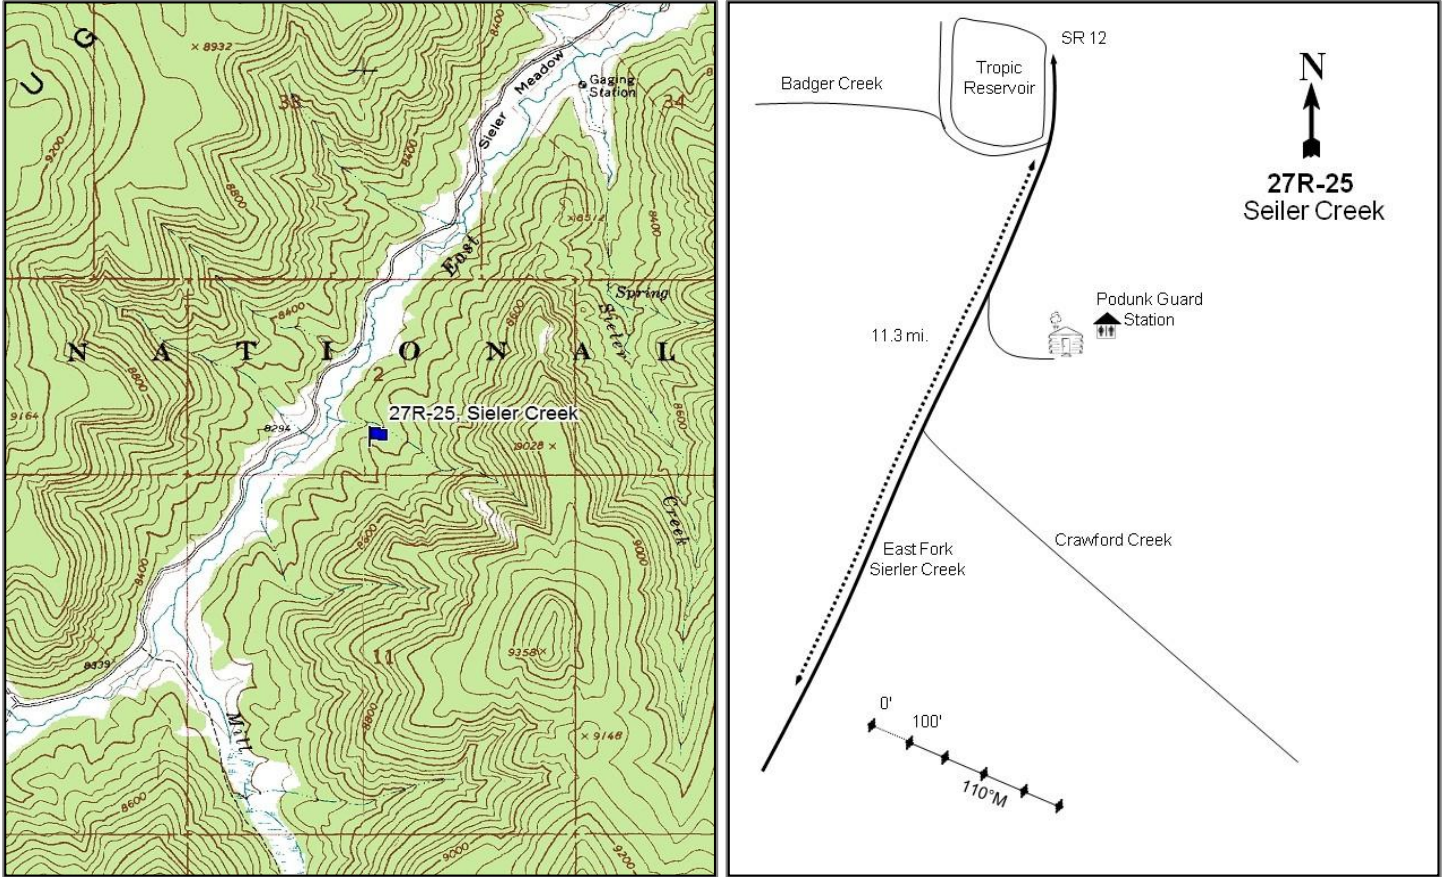 G
U
× 8932
8400
33
Meadow
Sieler
Gaging
Station
34
9200
8400
8800
×8512
8400
East
Spring
Sieler
8400
8600
N A T I O N A L
8800
2
9164
27R-25, Sieler Creek
8294
8600
9028 ×
Creek
8600
9000
8400
8339
11
9358×
8800
× 9148
Mill
8600
9000
9200
SR 12
Tropic
Reservoir
Badger Creek
N
27R-25
Seiler Creek
Podunk Guard
Station
11.3 mi.
Crawford Creek
East Fork
Sierler Creek
0'
100'
110°M